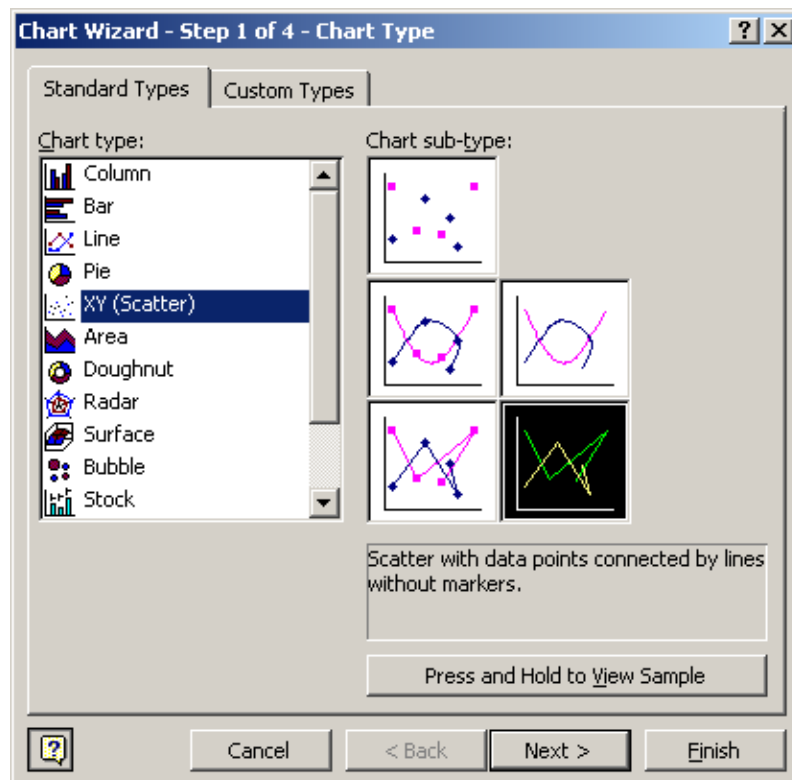 Chart Wizard - Step 1 of 4 - Chart Type
Standard Types
Custom Types
Chart type:
Column
Bar
Line
Pie
XY (Scatter)
Area
Doughnut
Radar
Surface
Bubble
Stock
Chart sub-type:
Scatter with data points connected by lines
without markers.
Press and Hold to View Sample
Cancel
< Back
Next >
Finish